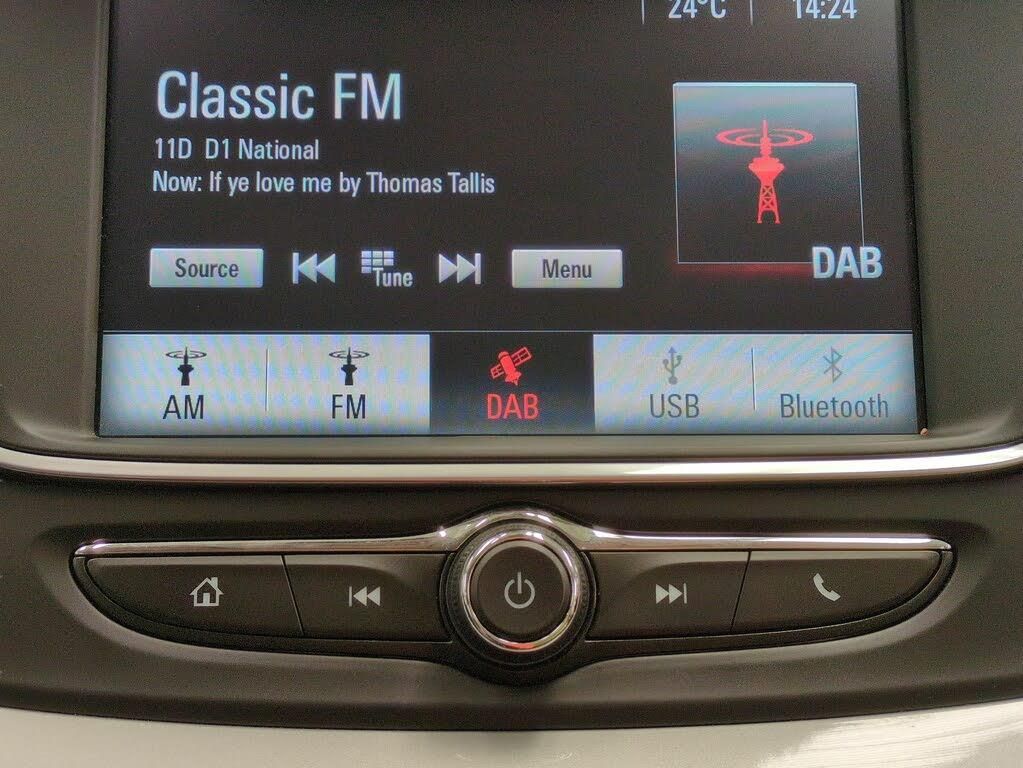 24°C 14:24
Classic FM
11D D1 National
Now: If ye love me by Thomas Tallis
Source Tune Menu
DAB
AM FM DAB USB Bluetooth